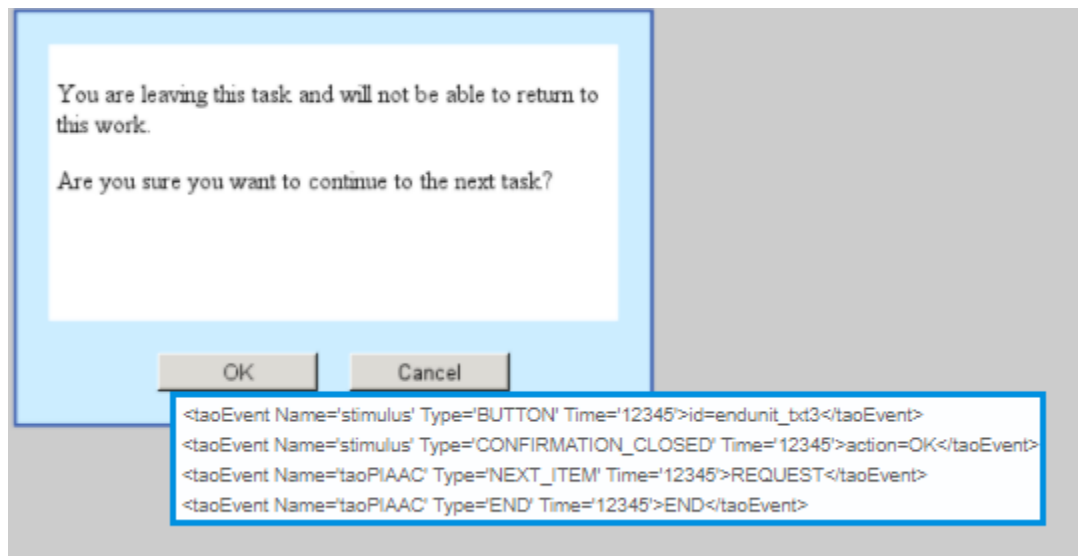 You are leaving this task and will not be able to return to
this work.
Are you sure you want to continue to the next task?
OK
Cancel
<taoEvent Name='stimulus' Type='BUTTON' Time='12345'>id=endunit_txt3</taoEvent>
<taoEvent Name='stimulus' Type='CONFIRMATION_CLOSED' Time='12345'>action=OK</taoEvent>
<taoEvent Name='taoPIAAC' Type='NEXT_ITEM' Time='12345'>REQUEST</taoEvent>
<taoEvent Name='taoPIAAC' Type='END' Time='12345'>END</taoEvent>